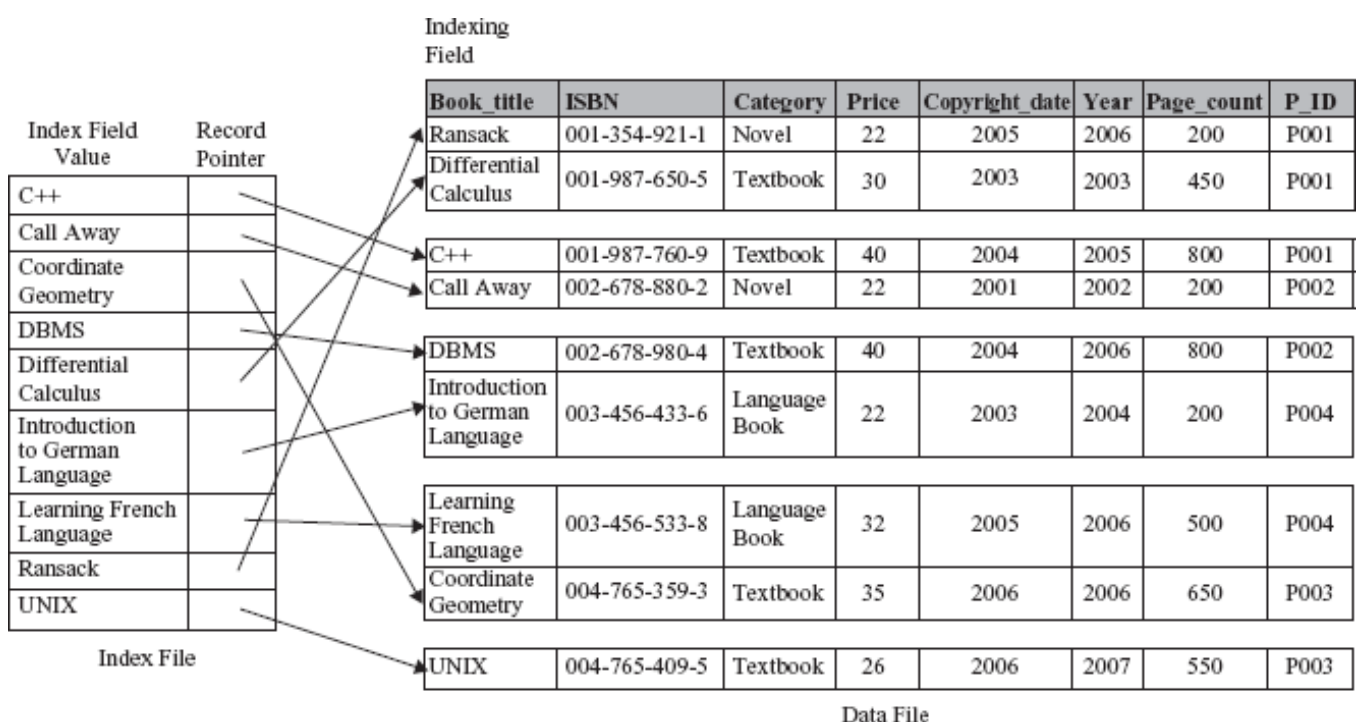 Indexing
Field
Index Field
Value
Record
Pointer
C++
Call Away
Coordinate
Geometry
DBMS
Differential
Calculus
Introduction
to German
Language
Learning French
Language
Ransack
UNIX
Index File
Book_title ISBN Category Price Copyright_date Year Page_count P_ID
Ransack 001-354-921-1 Novel 22 2005 2006 200 P001
Differential
Calculus 001-987-650-5 Textbook 30 2003 2003 450 P001
C++ 001-987-760-9 Textbook 40 2004 2005 800 P001
Call Away 002-678-880-2 Novel 22 2001 2002 200 P002
DBMS 002-678-980-4 Textbook 40 2004 2006 800 P002
Introduction
to German
Language 003-456-433-6 Language
Book 22 2003 2004 200 P004
Learning
French
Language 003-456-533-8 Language
Book 32 2005 2006 500 P004
Coordinate
Geometry 004-765-359-3 Textbook 35 2006 2006 650 P003
UNIX 004-765-409-5 Textbook 26 2006 2007 550 P003
Data File